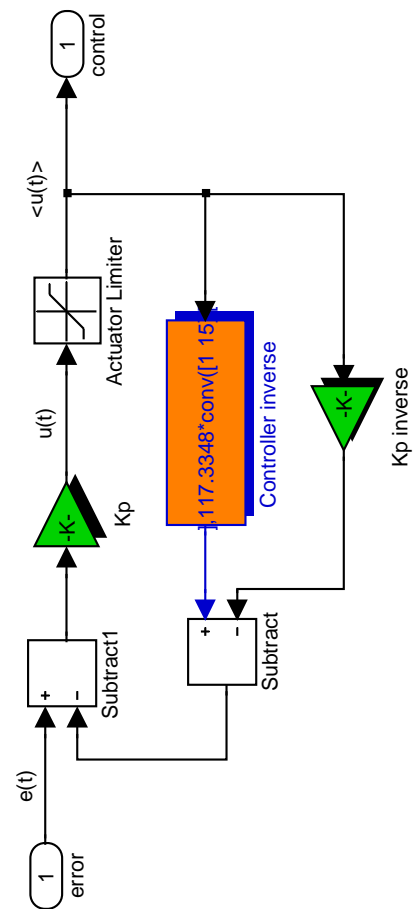 1
error
e(t)
+
−
Subtract1
-K-
Kp
u(t)
Actuator Limiter
<u(t)>
1
control
+
−
Subtract
],117.3348*conv([1 15],[
Controller inverse
-K-
Kp inverse